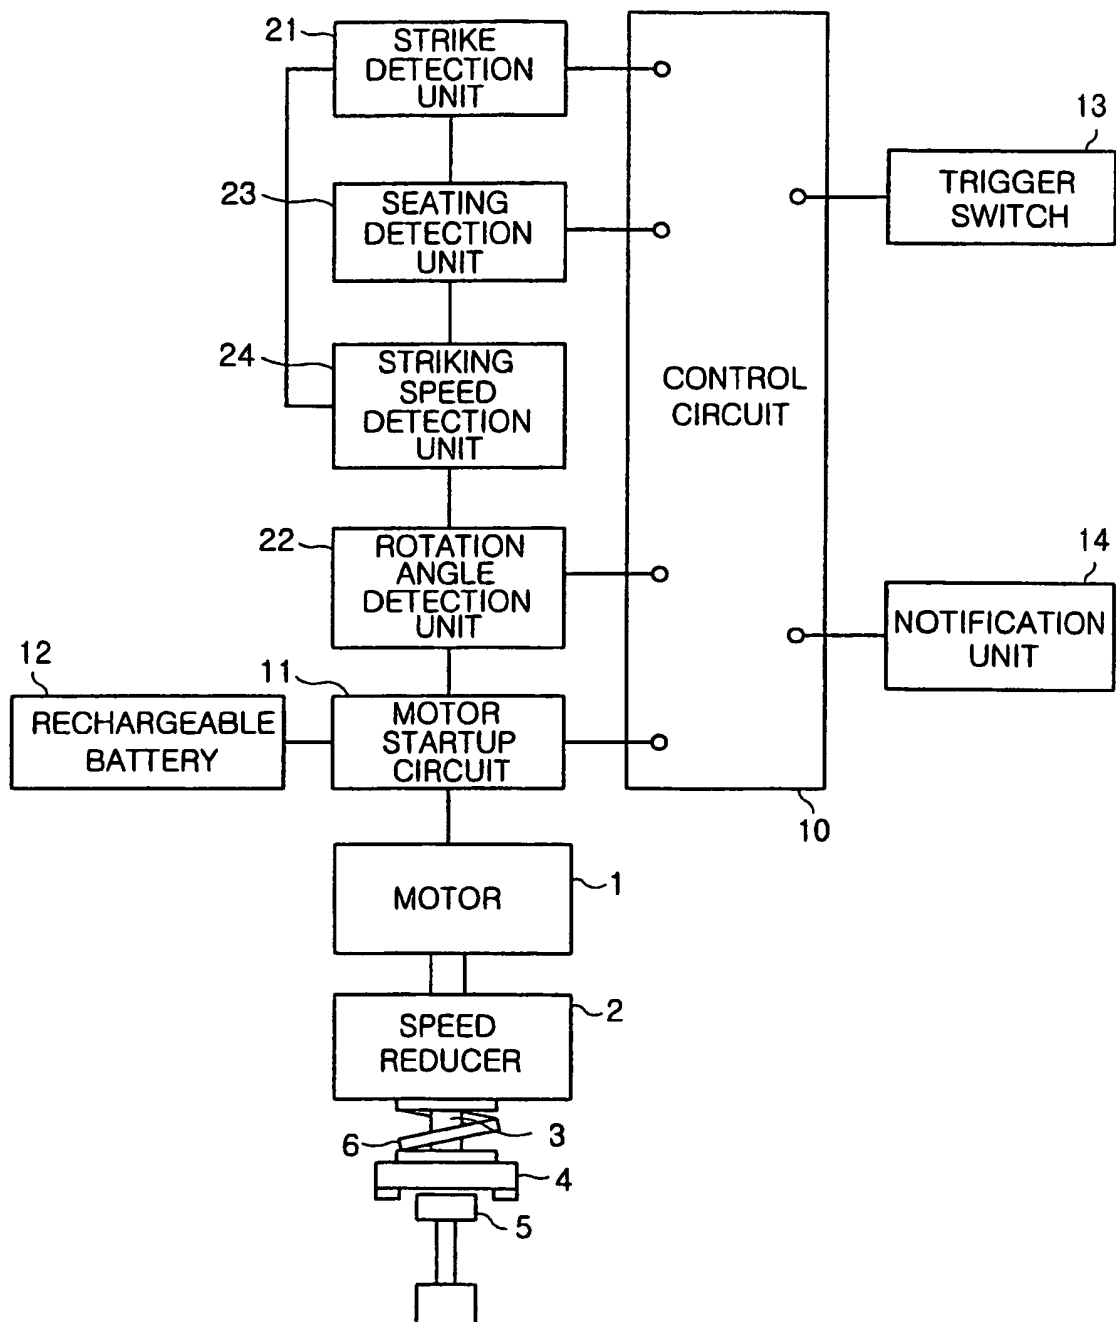 21
STRIKE
DETECTION
UNIT
13
TRIGGER
SWITCH
23
SEATING
DETECTION
UNIT
24
STRIKING
SPEED
DETECTION
UNIT
CONTROL
CIRCUIT
22
ROTATION
ANGLE
DETECTION
UNIT
14
NOTIFICATION
UNIT
12
RECHARGEABLE
BATTERY
11
MOTOR
STARTUP
CIRCUIT
10
MOTOR
1
SPEED
REDUCER
2
3
6
4
5